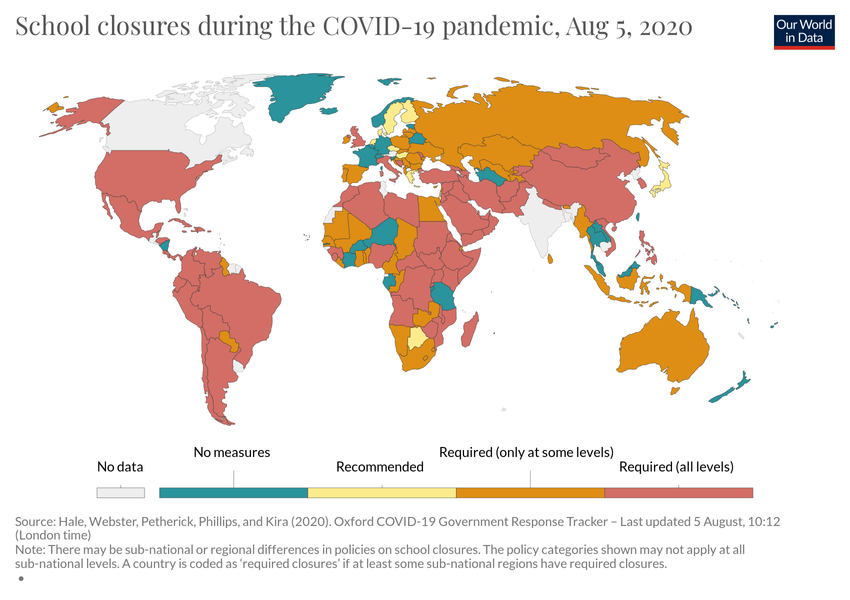 School closures during the COVID-19 pandemic, Aug 5, 2020
Our World
in Data
No data
No measures
Recommended
Required (only at some levels)
Required (all levels)
Source: Hale, Webster, Petherick, Phillips, and Kira (2020). Oxford COVID-19 Government Response Tracker – Last updated 5 August, 10:12
(London time)
Note: There may be sub-national or regional differences in policies on school closures. The policy categories shown may not apply at all
sub-national levels. A country is coded as 'required closures' if at least some sub-national regions have required closures.